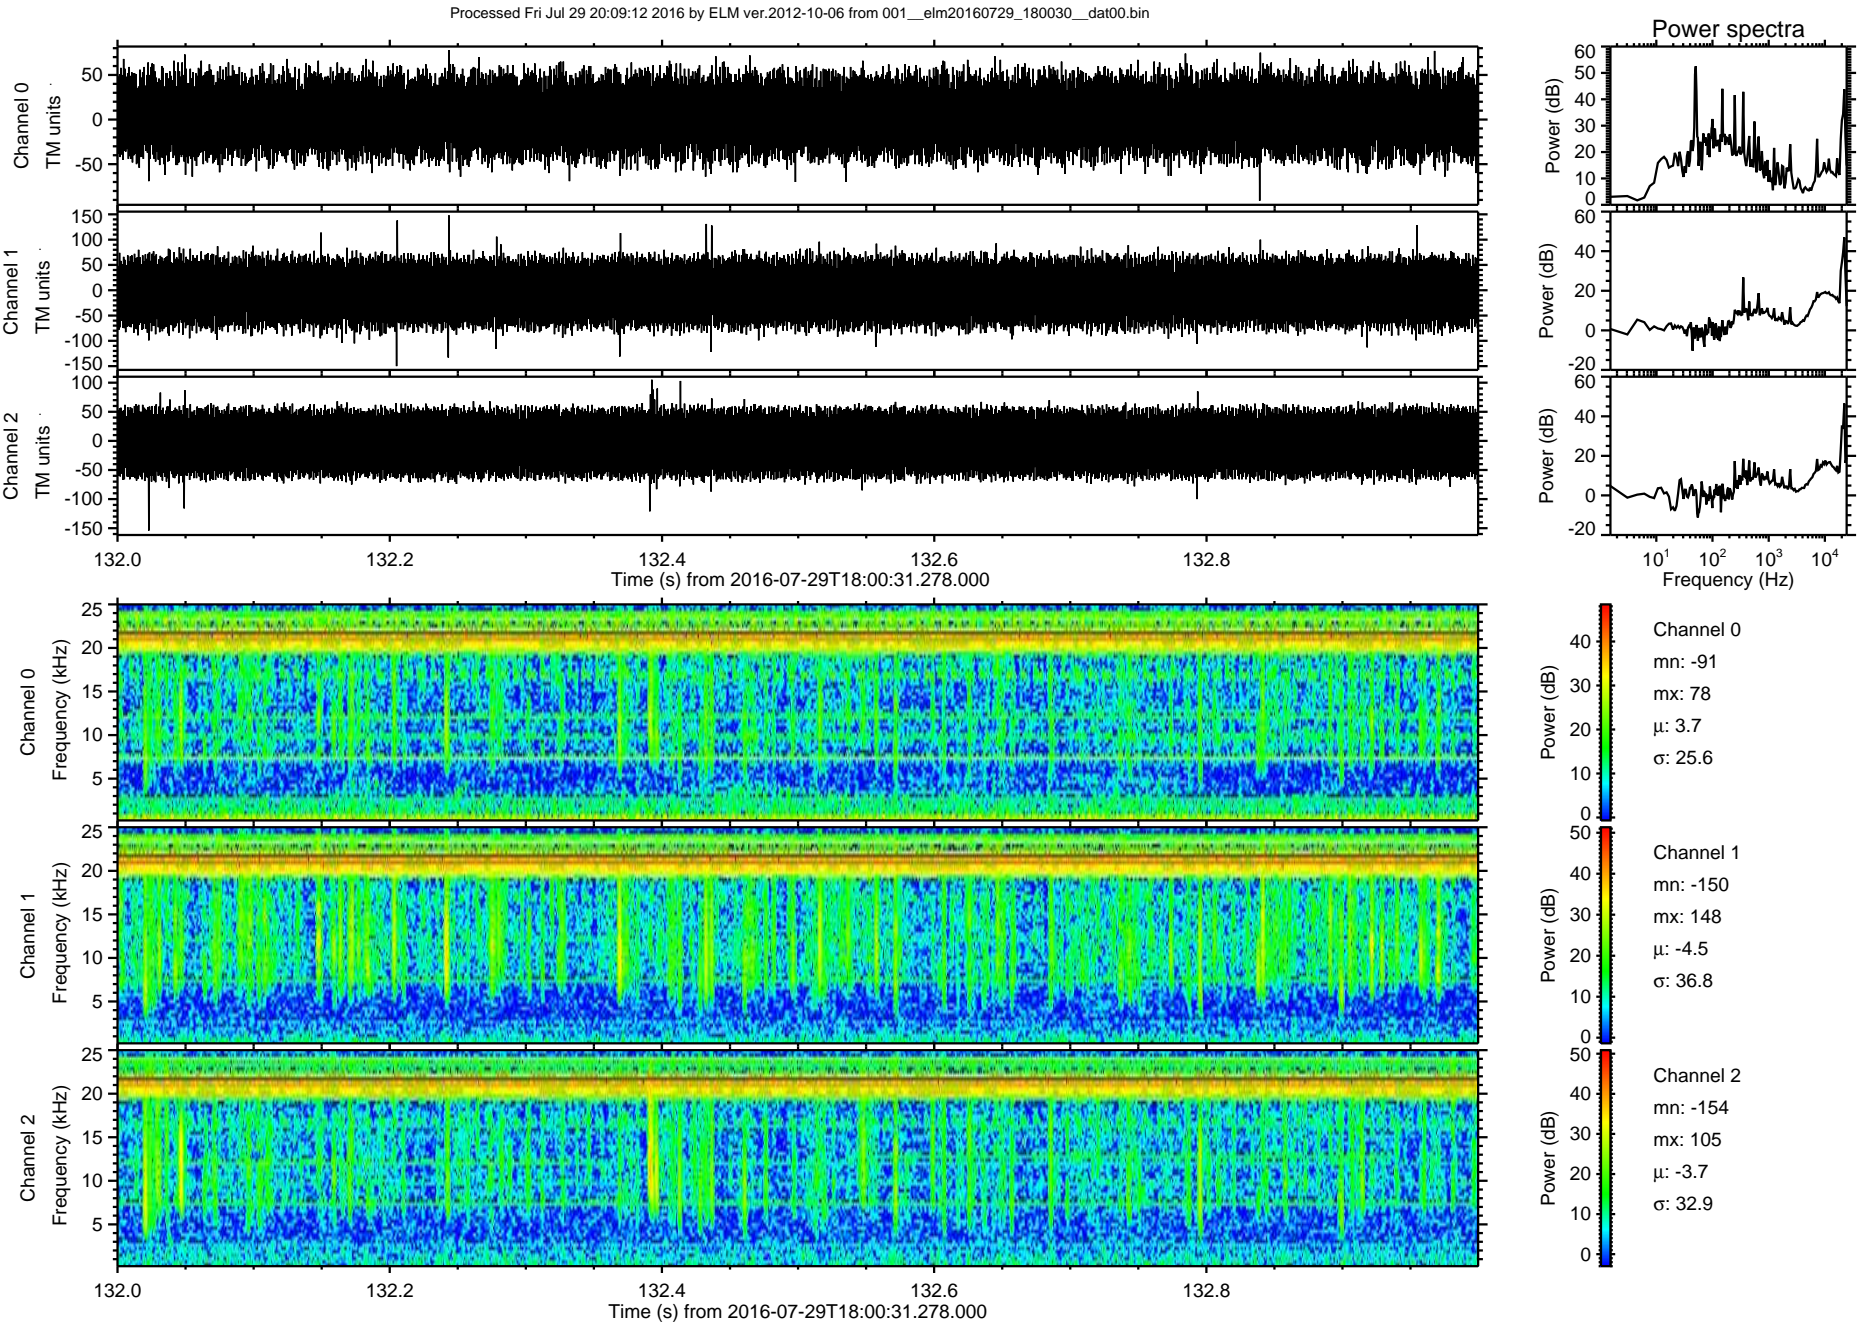 Processed Fri Jul 29 20:09:12 2016 by ELM ver.2012-10-06 from 001__elm20160729_180030__dat00.bin
Power spectra
Channel 0
TM units
50
0
-50
Power (dB)
60
50
40
30
20
10
0
Channel 1
TM units
150
100
50
0
-50
-100
-150
Power (dB)
60
40
20
0
-20
Channel 2
TM units
100
50
0
-50
-100
-150
Power (dB)
60
40
20
0
-20
132.0 132.2 132.4 132.6 132.8
Time (s) from 2016-07-29T18:00:31.278.000
10¹ 10² 10³ 10⁴
Frequency (Hz)
Channel 0
Frequency (kHz)
25
20
15
10
5
Power (dB)
40
30
20
10
0
Channel 0
mn: -91
mx: 78
μ: 3.7
σ: 25.6
Channel 1
Frequency (kHz)
25
20
15
10
5
Power (dB)
50
40
30
20
10
0
Channel 1
mn: -150
mx: 148
μ: -4.5
σ: 36.8
Channel 2
Frequency (kHz)
25
20
15
10
5
Power (dB)
50
40
30
20
10
0
Channel 2
mn: -154
mx: 105
μ: -3.7
σ: 32.9
132.0 132.2 132.4 132.6 132.8
Time (s) from 2016-07-29T18:00:31.278.000